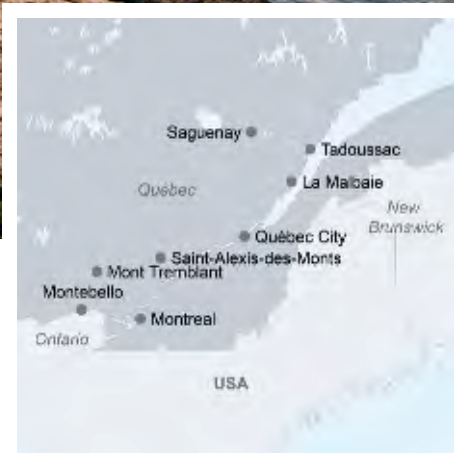 Saguenay
Tadoussac
La Malbaie
Québec
New
Brunswick
Québec City
Saint-Alexis-des-Monts
Mont Tremblant
Montebello
Montreal
Ontario
USA